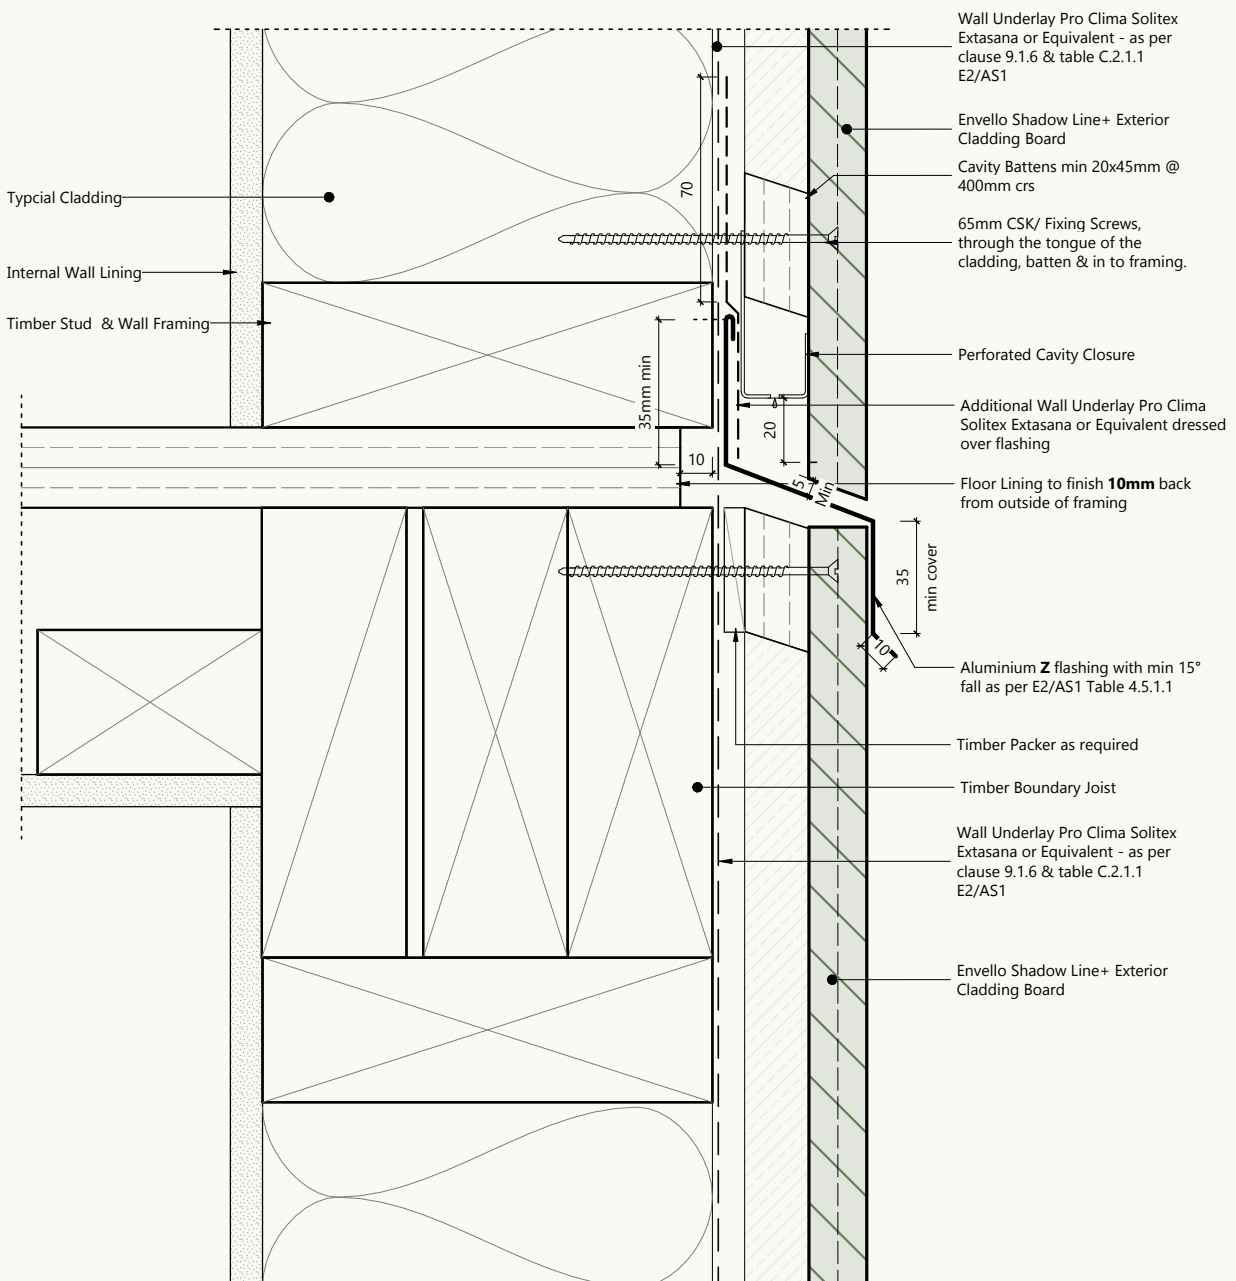 Wall Underlay Pro Clima Solitex
Extasana or Equivalent - as per
clause 9.1.6 & table C.2.1.1
E2/AS1
Envello Shadow Line+ Exterior
Cladding Board
Cavity Battens min 20x45mm @
400mm crs
70
Typcial Cladding
65mm CSK/ Fixing Screws,
through the tongue of the
cladding, batten & in to framing.
Internal Wall Lining
Timber Stud & Wall Framing
Perforated Cavity Closure
35mm min
Additional Wall Underlay Pro Clima
Solitex Extasana or Equivalent dressed
over flashing
20
10
5
Min
Floor Lining to finish 10mm back
from outside of framing
35
min cover
10
Aluminium Z flashing with min 15°
fall as per E2/AS1 Table 4.5.1.1
Timber Packer as required
Timber Boundary Joist
Wall Underlay Pro Clima Solitex
Extasana or Equivalent - as per
clause 9.1.6 & table C.2.1.1
E2/AS1
Envello Shadow Line+ Exterior
Cladding Board